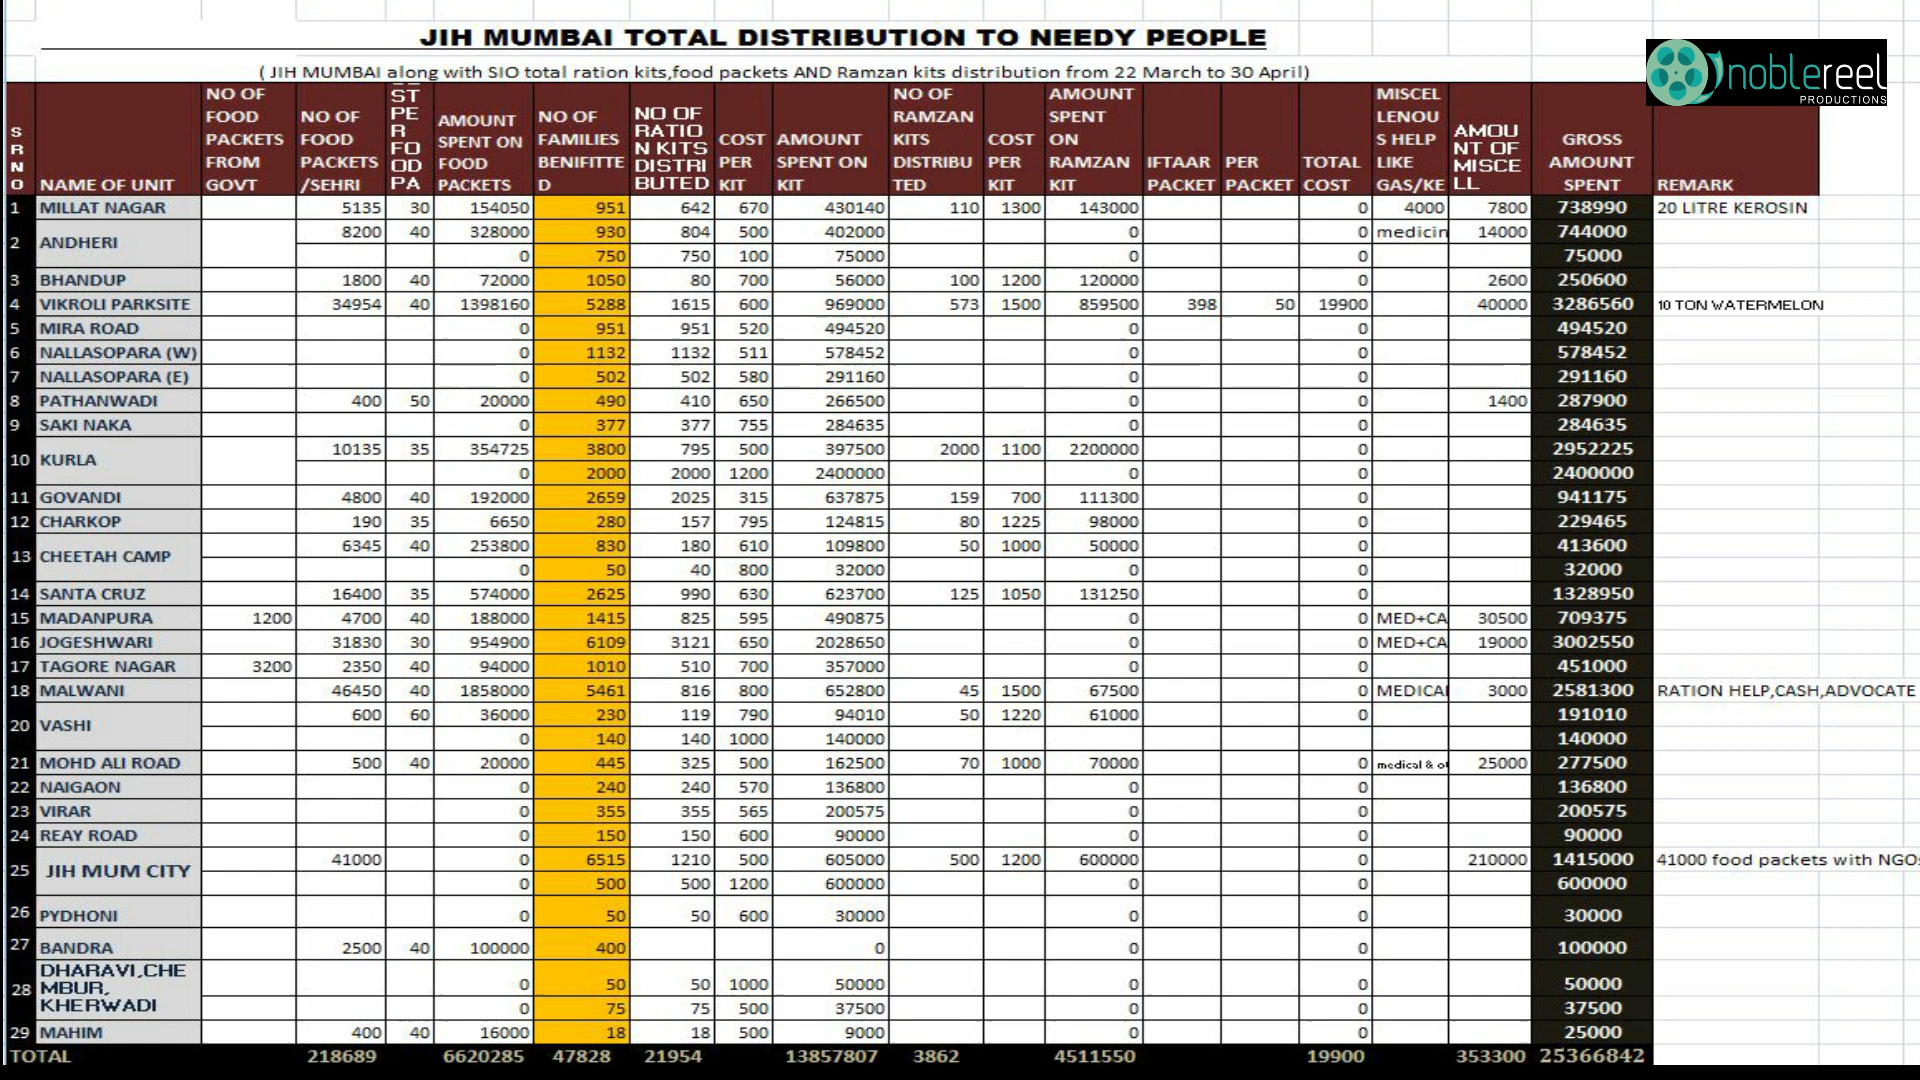 JIH MUMBAI TOTAL DISTRIBUTION TO NEEDY PEOPLE
( JIH MUMBAI along with SIO total ration kits,food packets AND Ramzan kits distribution from 22 March to 30 April)
noblereel
PRODUCTIONS
SRNO NAME OF UNIT NO OF FOOD PACKETS FROM GOVT NO OF FOOD PACKETS /SEHRI ST PER FOOD PA AMOUNT SPENT ON FOOD PACKETS NO OF FAMILIES BENIFITTED NO OF RATION KITS DISTRIBUTED COST PER KIT AMOUNT SPENT ON KIT NO OF RAMZAN KITS DISTRIBUTED COST PER KIT AMOUNT SPENT ON RAMZAN KIT IFTAAR PACKET PER PACKET TOTAL COST MISCELLENOUS HELP LIKE GAS/KE AMOUNT OF MISCELL GROSS AMOUNT SPENT REMARK
1 MILLAT NAGAR 5135 30 154050 951 642 670 430140 110 1300 143000 0 4000 7800 738990 20 LITRE KEROSIN
2 ANDHERI 8200 40 328000 930 804 500 402000 0 0 medicin 14000 744000
0 750 750 100 75000 0 0 75000
3 BHANDUP 1800 40 72000 1050 80 700 56000 100 1200 120000 0 2600 250600
4 VIKROLI PARKSITE 34954 40 1398160 5288 1615 600 969000 573 1500 859500 398 50 19900 40000 3286560 10 TON WATERMELON
5 MIRA ROAD 0 951 951 520 494520 0 0 494520
6 NALLASOPARA (W) 0 1132 1132 511 578452 0 0 578452
7 NALLASOPARA (E) 0 502 502 580 291160 0 0 291160
8 PATHANWADI 400 50 20000 490 410 650 266500 0 0 1400 287900
9 SAKI NAKA 0 377 377 755 284635 0 0 284635
10 KURLA 10135 35 354725 3800 795 500 397500 2000 1100 2200000 0 2952225
0 2000 2000 1200 2400000 0 0 2400000
11 GOVANDI 4800 40 192000 2659 2025 315 637875 159 700 111300 0 941175
12 CHARKOP 190 35 6650 280 157 795 124815 80 1225 98000 0 229465
13 CHEETAH CAMP 6345 40 253800 830 180 610 109800 50 1000 50000 0 413600
0 50 40 800 32000 0 0 32000
14 SANTA CRUZ 16400 35 574000 2625 990 630 623700 125 1050 131250 0 1328950
15 MADANPURA 1200 4700 40 188000 1415 825 595 490875 0 0 MED+CA 30500 709375
16 JOGESHWARI 31830 30 954900 6109 3121 650 2028650 0 0 MED+CA 19000 3002550
17 TAGORE NAGAR 3200 2350 40 94000 1010 510 700 357000 0 0 451000
18 MALWANI 46450 40 1858000 5461 816 800 652800 45 1500 67500 0 MEDICAL 3000 2581300 RATION HELP,CASH,ADVOCATE
20 VASHI 600 60 36000 230 119 790 94010 50 1220 61000 0 191010
0 140 140 1000 140000 0 0 140000
21 MOHD ALI ROAD 500 40 20000 445 325 500 162500 70 1000 70000 0 medical & ot 25000 277500
22 NAIGAON 0 240 240 570 136800 0 0 136800
23 VIRAR 0 355 355 565 200575 0 0 200575
24 REAY ROAD 0 150 150 600 90000 0 0 90000
25 JIH MUM CITY 41000 0 6515 1210 500 605000 500 1200 600000 0 210000 1415000 41000 food packets with NGOs
0 500 500 1200 600000 0 0 600000
26 PYDHONI 0 50 50 600 30000 0 0 30000
27 BANDRA 2500 40 100000 400 0 0 0 100000
28 DHARAVI,CHEMBUR, KHERWADI 0 50 50 1000 50000 0 0 50000
0 75 75 500 37500 0 0 37500
29 MAHIM 400 40 16000 18 18 500 9000 0 0 25000
TOTAL 218689 6620285 47828 21954 13857807 3862 4511550 19900 353300 25366842